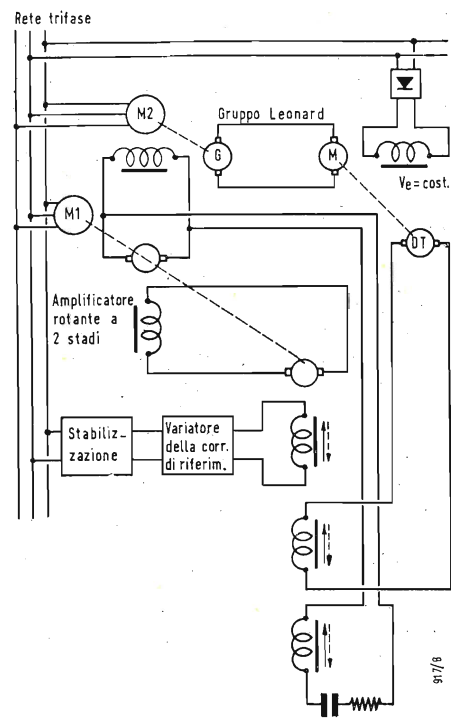 Rete trifase
M2
Gruppo Leonard
G
M
Ve=cost.
M1
DT
Amplificatore
rotante a
2 stadi
Stabiliz-
zazione
Variatore
della corr.
di riferim.
917/8